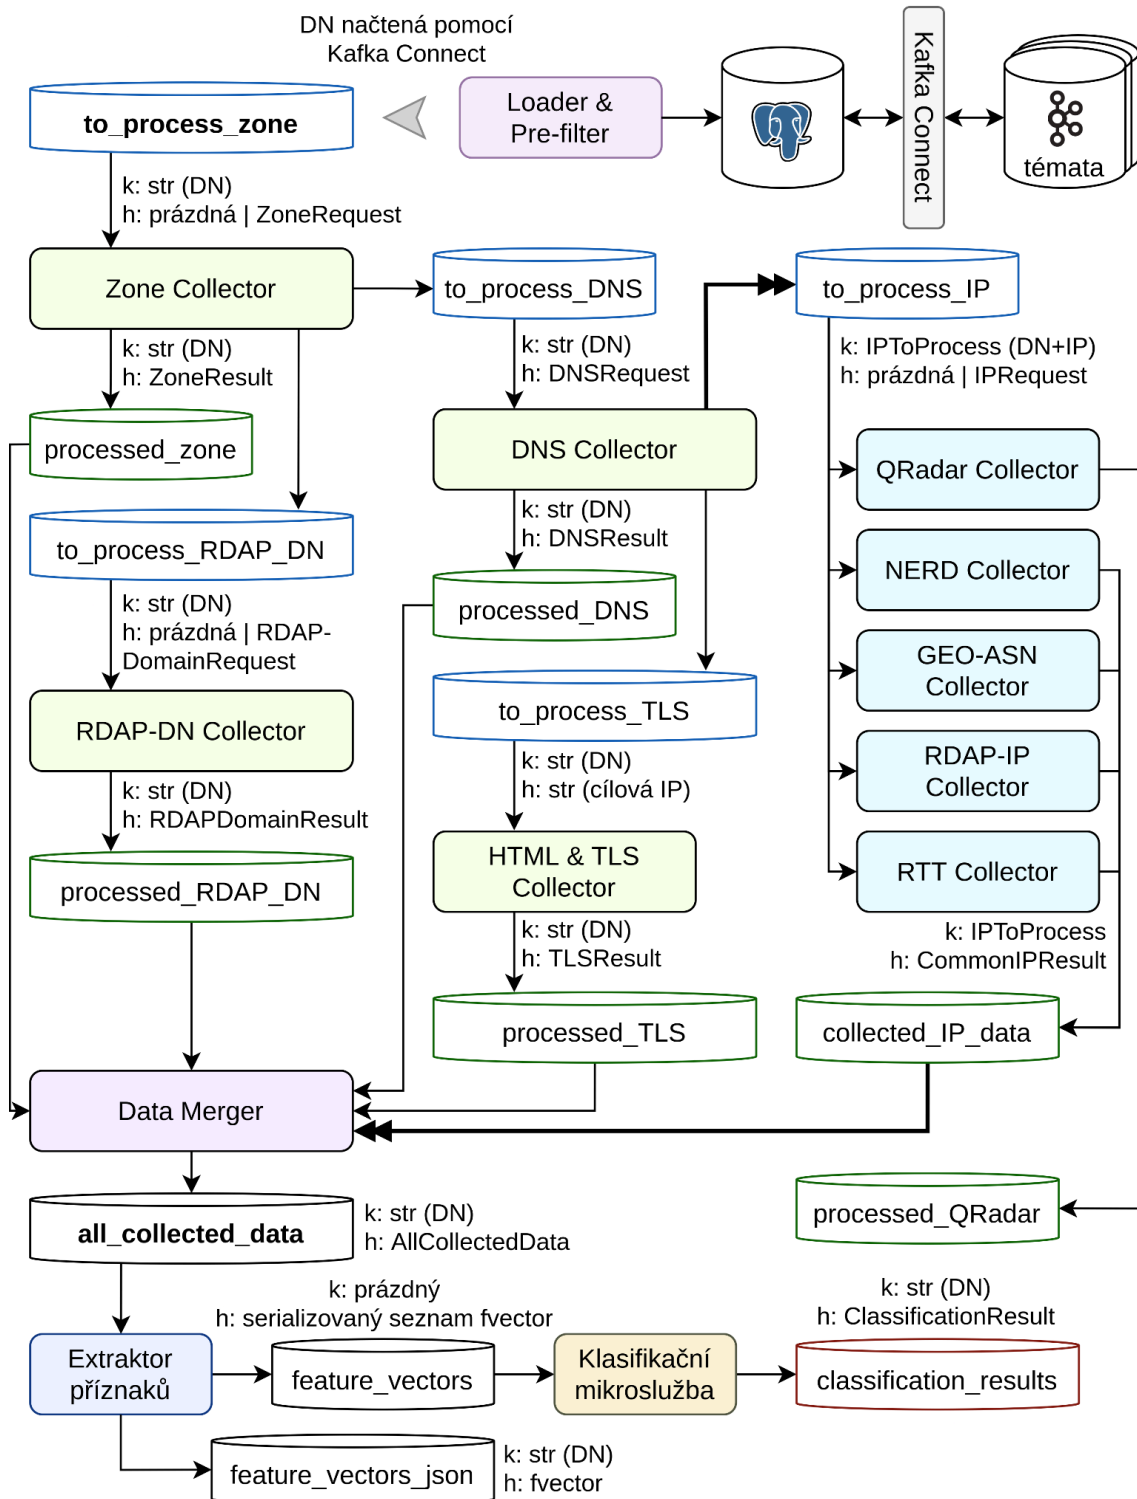 DN načtená pomocí
Kafka Connect
to_process_zone
Loader &
Pre-filter
Kafka Connect
témata
k: str (DN)
h: prázdná | ZoneRequest
Zone Collector
to_process_DNS
to_process_IP
k: str (DN)
h: ZoneResult
k: str (DN)
h: DNSRequest
k: IPToProcess (DN+IP)
h: prázdná | IPRequest
processed_zone
DNS Collector
QRadar Collector
k: str (DN)
h: DNSResult
to_process_RDAP_DN
NERD Collector
k: str (DN)
h: prázdná | RDAP-
DomainRequest
processed_DNS
GEO-ASN
Collector
to_process_TLS
RDAP-DN Collector
k: str (DN)
h: str (cílová IP)
RDAP-IP
Collector
k: str (DN)
h: RDAPDomainResult
HTML & TLS
Collector
RTT Collector
processed_RDAP_DN
k: str (DN)
h: TLSResult
k: IPToProcess
h: CommonIPResult
processed_TLS
collected_IP_data
Data Merger
all_collected_data
k: str (DN)
h: AllCollectedData
processed_QRadar
k: prázdný
h: serializovaný seznam fvector
k: str (DN)
h: ClassificationResult
Extraktor
příznaků
feature_vectors
Klasifikační
mikroslužba
classification_results
feature_vectors_json
k: str (DN)
h: fvector